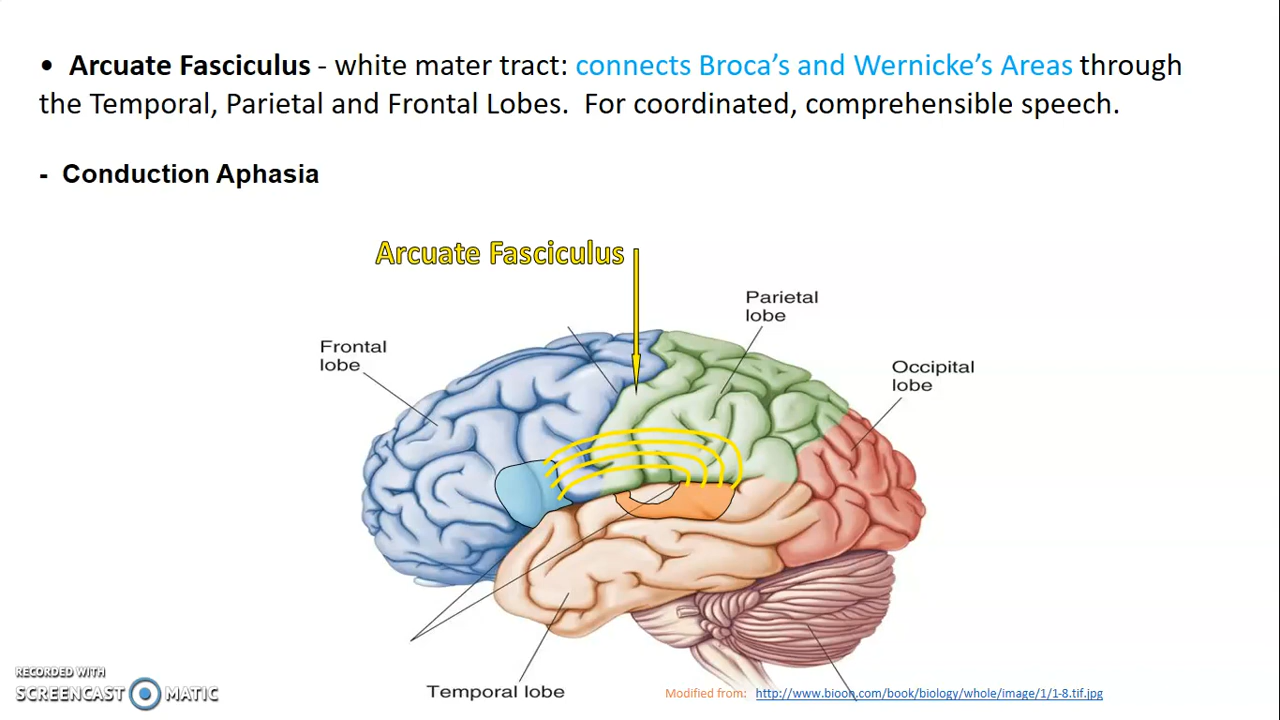 • Arcuate Fasciculus - white mater tract: connects Broca’s and Wernicke’s Areas through
the Temporal, Parietal and Frontal Lobes. For coordinated, comprehensible speech.
- Conduction Aphasia
Arcuate Fasciculus
Parietal
lobe
Frontal
lobe
Occipital
lobe
Temporal lobe
Modified from: http://www.bioon.com/book/biology/whole/image/1/1-8.tif.jpg
RECORDED WITH
SCREENCAST MATIC